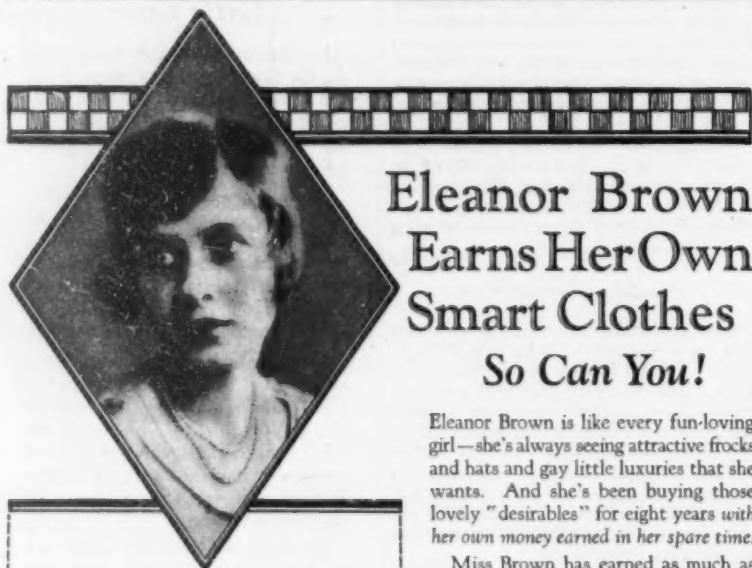 Eleanor Brown
Earns Her Own
Smart Clothes
So Can You!
Eleanor Brown is like every fun-loving
girl—she's always seeing attractive frocks
and hats and gay little luxuries that she
wants. And she's been buying those
lovely "desirables" for eight years with
her own money earned in her spare time.
Miss Brown has earned as much as